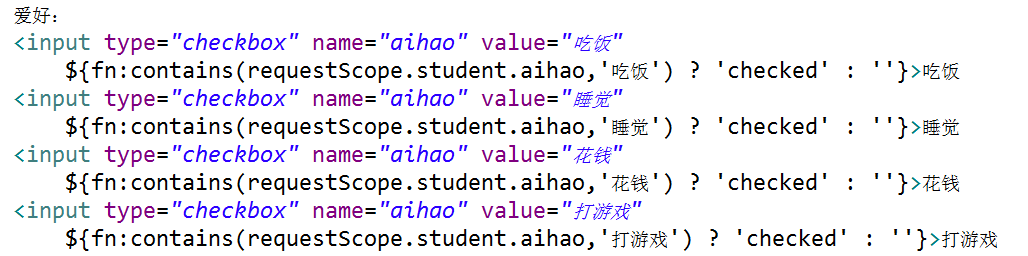 爱好：
<input type="checkbox" name="aihao" value="吃饭"
${fn:contains(requestScope.student.aihao,'吃饭') ? 'checked' : ''}>吃饭
<input type="checkbox" name="aihao" value="睡觉"
${fn:contains(requestScope.student.aihao,'睡觉') ? 'checked' : ''}>睡觉
<input type="checkbox" name="aihao" value="花钱"
${fn:contains(requestScope.student.aihao,'花钱') ? 'checked' : ''}>花钱
<input type="checkbox" name="aihao" value="打游戏"
${fn:contains(requestScope.student.aihao,'打游戏') ? 'checked' : ''}>打游戏